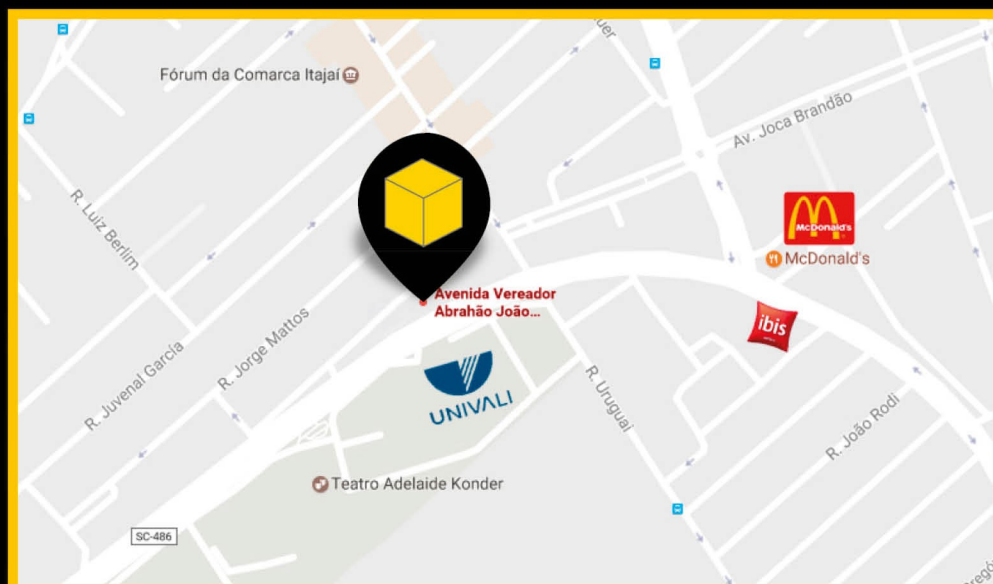 Fórum da Comarca Itajaí
Av. Joca Brandão
R. Luiz Berlim
McDonald's
McDonald's
Avenida Vereador
Abrahão João...
ibis
R. Jorge Mattos
R. Juvenal García
UNIVALI
R. Uruguai
R. João Rodi
Teatro Adelaide Konder
SC-486